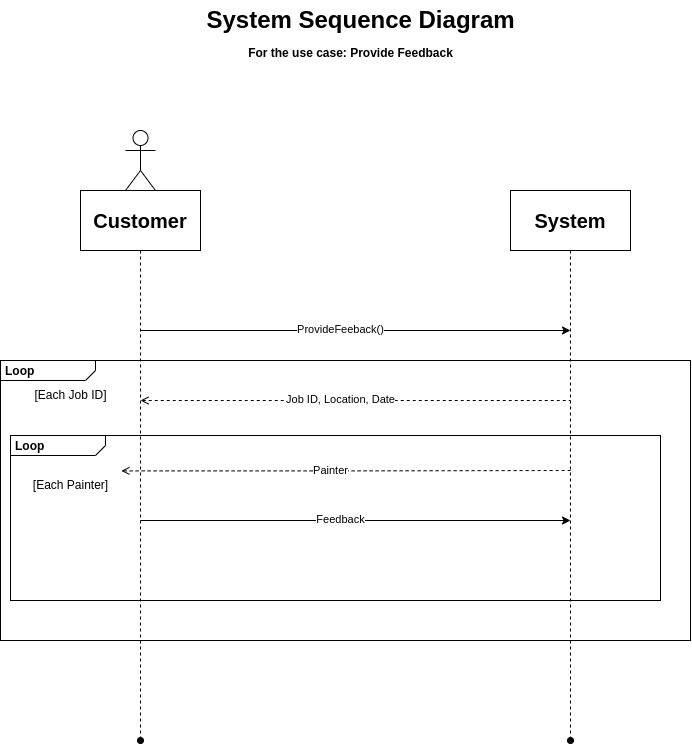 System Sequence Diagram
For the use case: Provide Feedback
Customer
System
ProvideFeeback()
Loop
[Each Job ID]
Job ID, Location, Date
Loop
Painter
[Each Painter]
Feedback